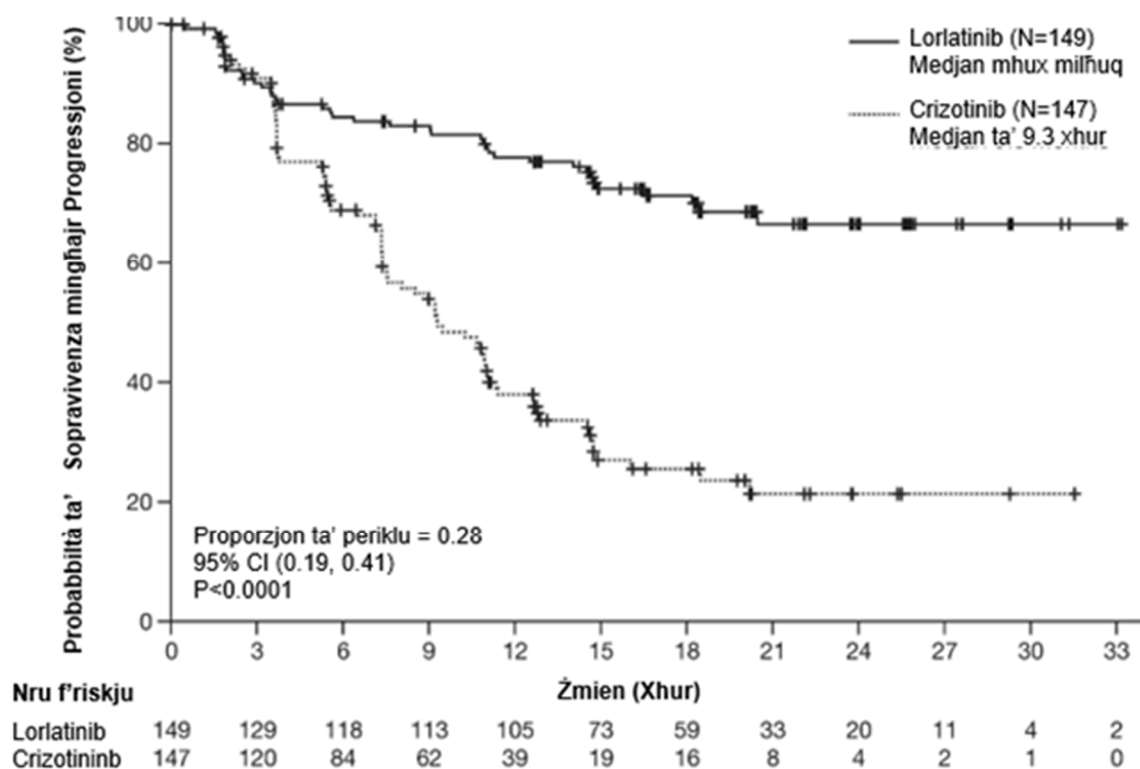 Probabbiltà ta' Sopravivenza mingħajr Progressjoni (%)
100
80
60
40
20
0
Lorlatinib (N=149)
Medjan mhux milħuq
Crizotinib (N=147)
Medjan ta' 9.3 xhur
Proporzjon ta' periklu = 0.28
95% CI (0.19, 0.41)
P<0.0001
0 3 6 9 12 15 18 21 24 27 30 33
Żmien (Xhur)
Nru f'riskju
Lorlatinib 149 129 118 113 105 73 59 33 20 11 4 2
Crizotininb 147 120 84 62 39 19 16 8 4 2 1 0